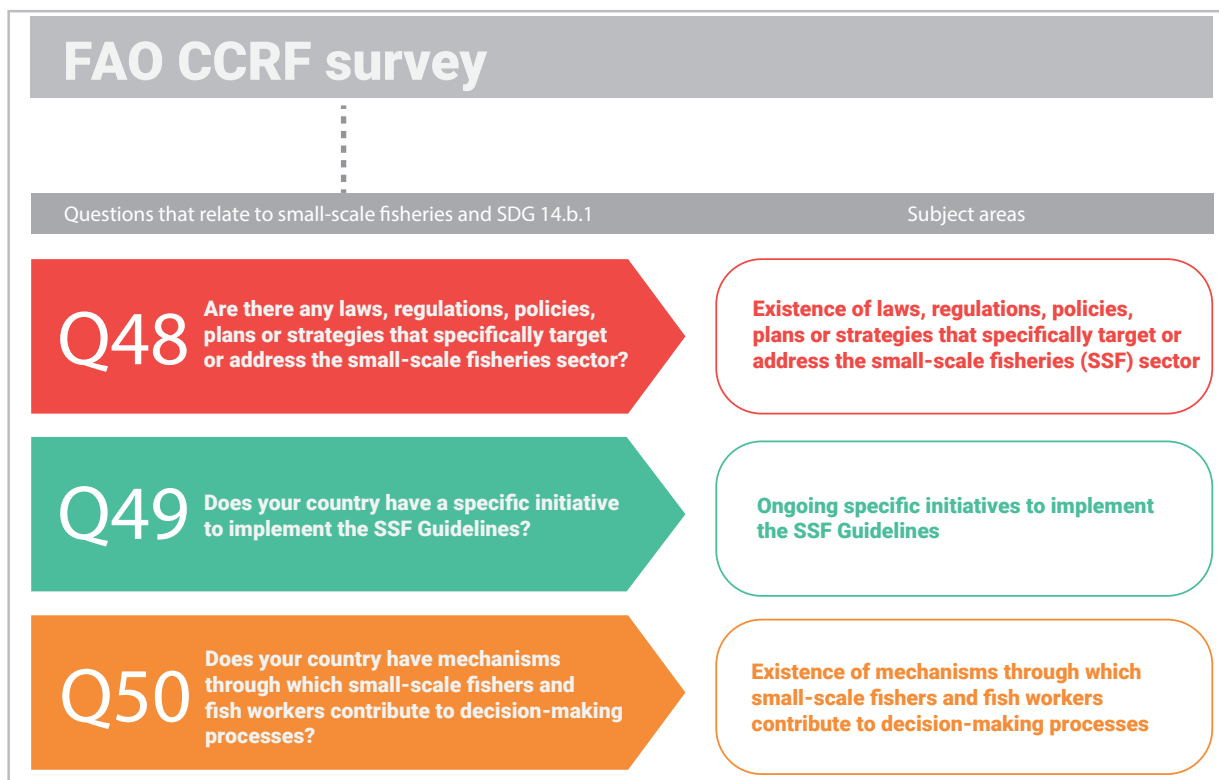 FAO CCRF survey
Questions that relate to small-scale fisheries and SDG 14.b.1
Subject areas
Q48
Are there any laws, regulations, policies,
plans or strategies that specifically target
or address the small-scale fisheries sector?
Existence of laws, regulations, policies,
plans or strategies that specifically target or
address the small-scale fisheries (SSF) sector
Q49
Does your country have a specific initiative
to implement the SSF Guidelines?
Ongoing specific initiatives to implement
the SSF Guidelines
Q50
Does your country have mechanisms
through which small-scale fishers and
fish workers contribute to decision-making
processes?
Existence of mechanisms through which
small-scale fishers and fish workers
contribute to decision-making processes